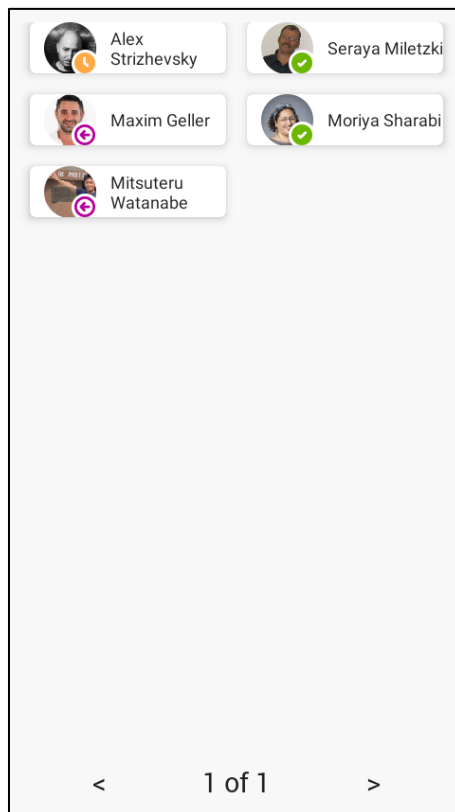 Alex
Strizhevsky
Seraya Miletzki
Maxim Geller
Moriya Sharabi
Mitsuteru
Watanabe
< 1 of 1 >